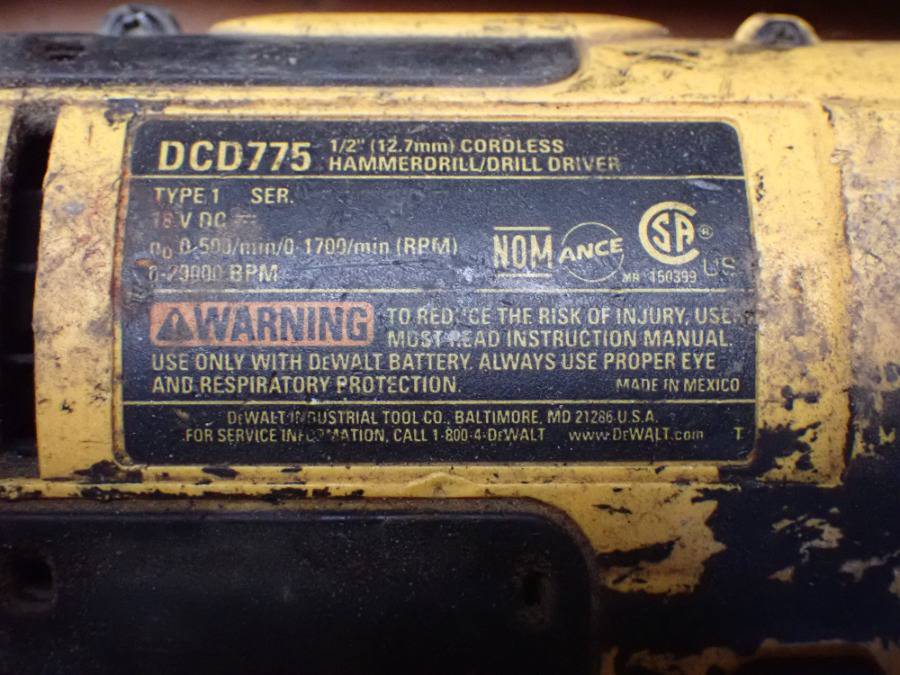 DCD775 1/2" (12.7mm) CORDLESS
HAMMERDRILL/DRILL DRIVER
TYPE 1 SER.
18 V DC
n0 0-500/min/0-1700/min (RPM)
0-29000 BPM
NOM ANCE
SA ®
MR 150399 US
⚠WARNING TO REDUCE THE RISK OF INJURY, USER
MUST READ INSTRUCTION MANUAL.
USE ONLY WITH DEWALT BATTERY. ALWAYS USE PROPER EYE
AND RESPIRATORY PROTECTION. MADE IN MEXICO
DEWALT INDUSTRIAL TOOL CO., BALTIMORE, MD 21286 U.S.A.
FOR SERVICE INFORMATION, CALL 1-800-4-DEWALT www.DEWALT.com T